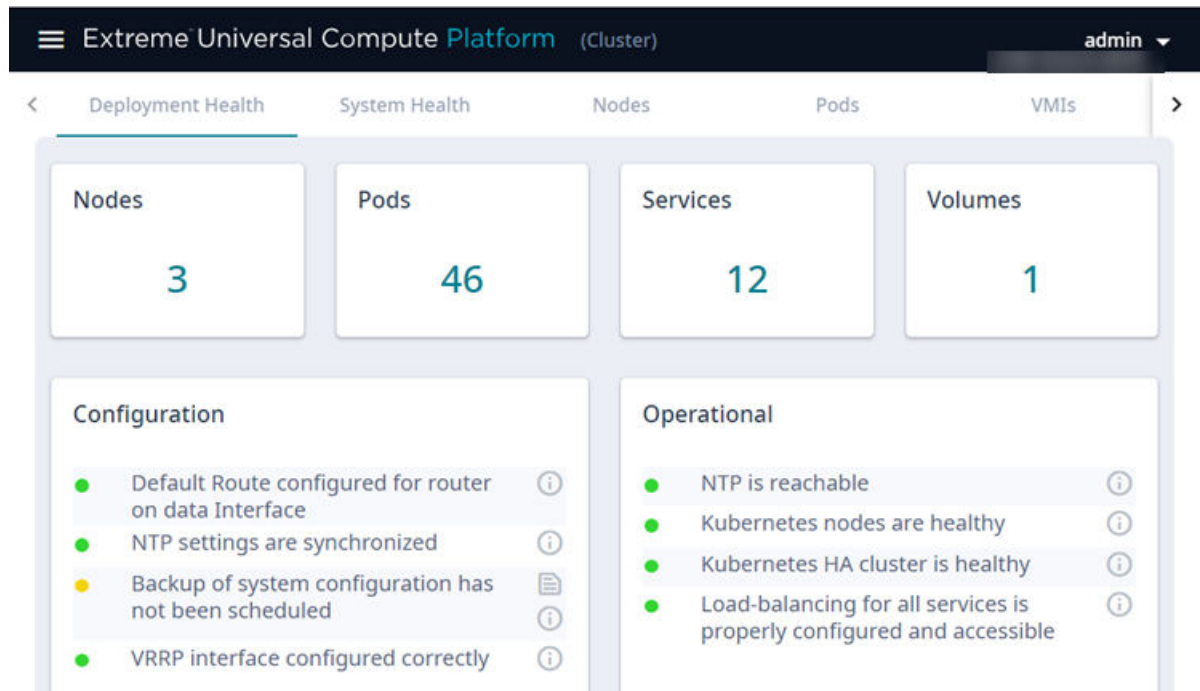 Extreme Universal Compute Platform (Cluster)
admin
Deployment Health
System Health
Nodes
Pods
VMIs
Nodes
Pods
Services
Volumes
3
46
12
1
Configuration
Default Route configured for router
on data Interface
NTP settings are synchronized
Backup of system configuration has
not been scheduled
VRRP interface configured correctly
Operational
NTP is reachable
Kubernetes nodes are healthy
Kubernetes HA cluster is healthy
Load-balancing for all services is
properly configured and accessible